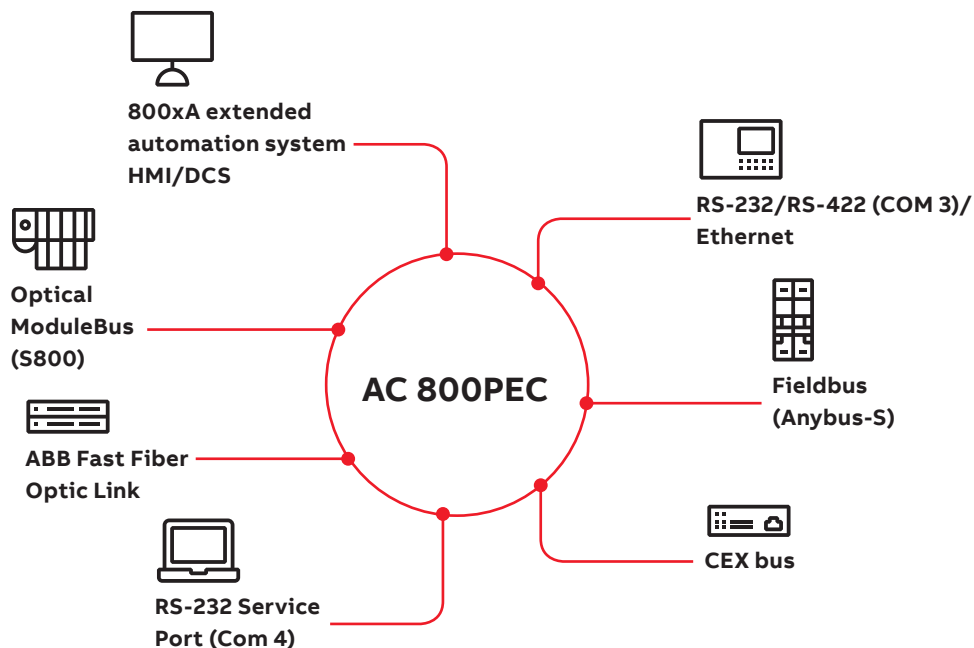 800xA extended
automation system
HMI/DCS
RS-232/RS-422 (COM 3)/
Ethernet
Optical
ModuleBus
(S800)
AC 800PEC
Fieldbus
(Anybus-S)
ABB Fast Fiber
Optic Link
CEX bus
RS-232 Service
Port (Com 4)